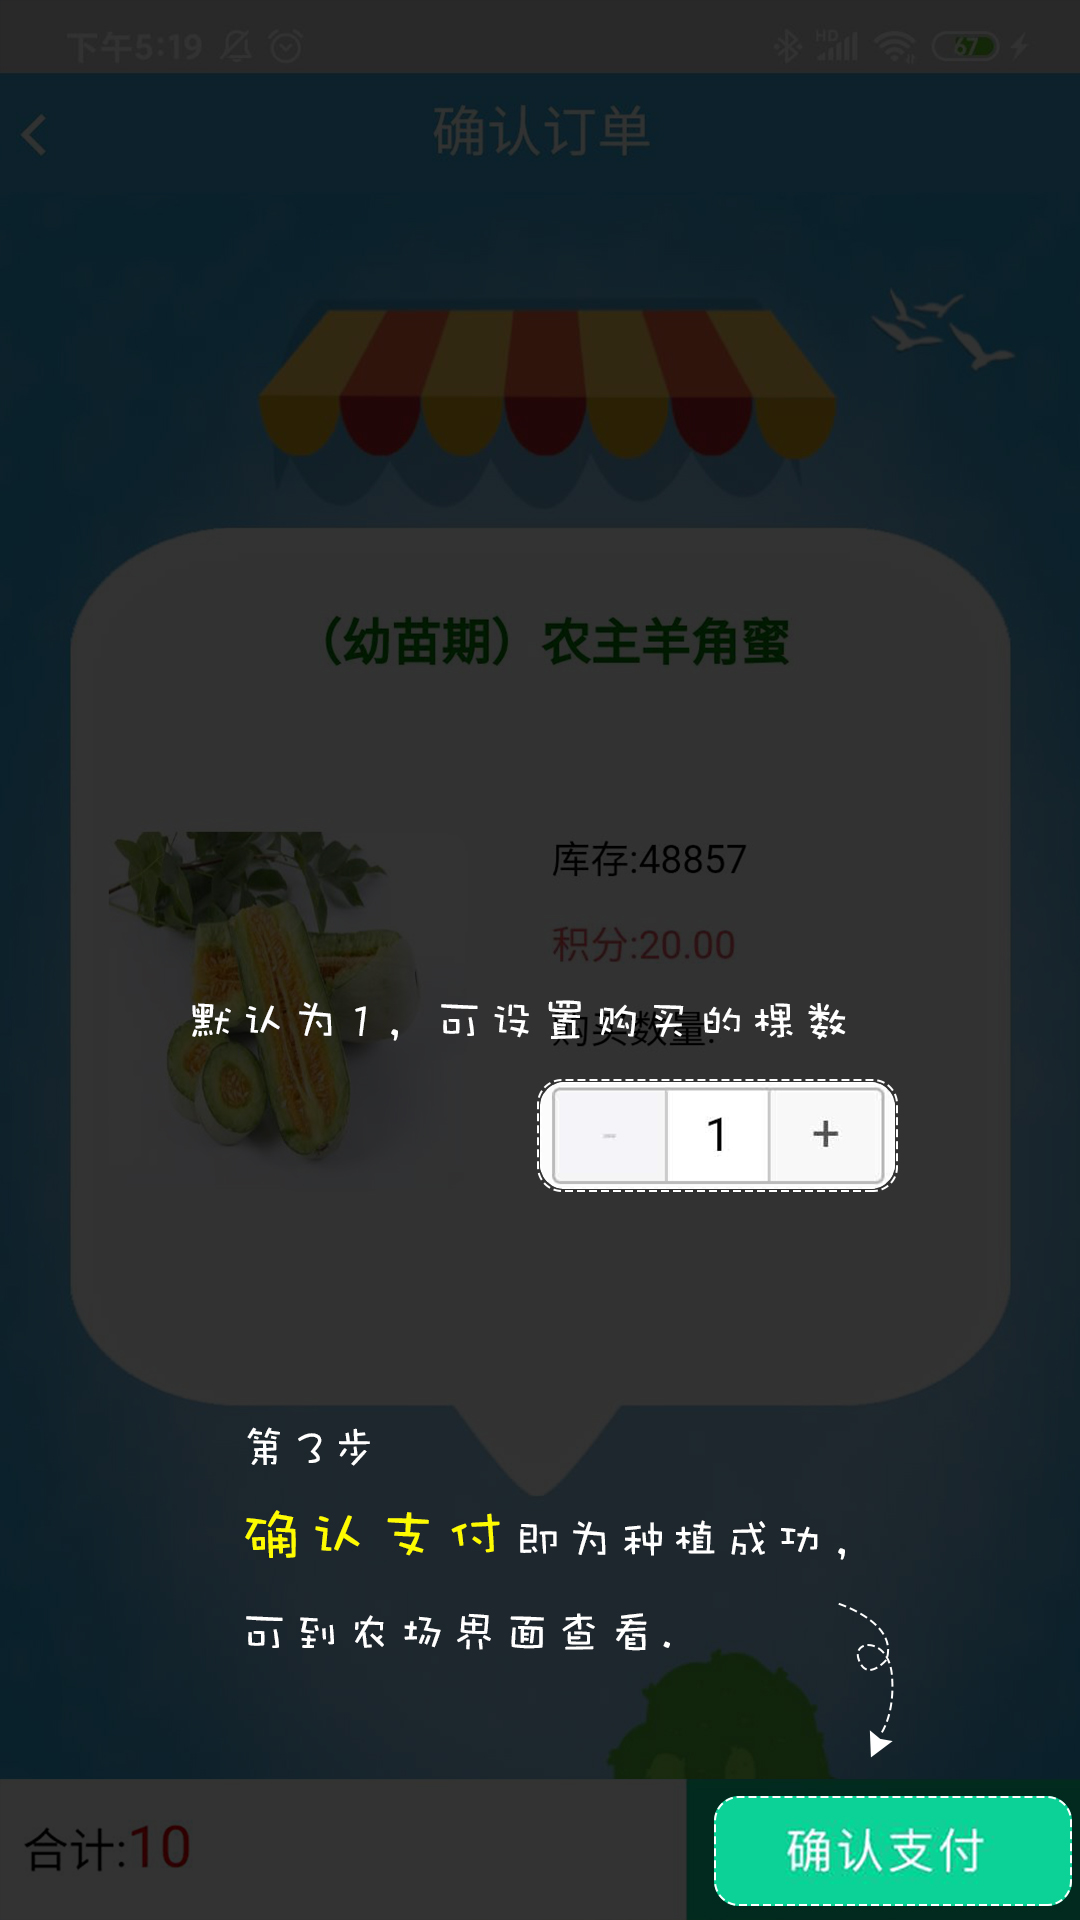 下午5:19 HD 67
确认订单
（幼苗期）农主羊角蜜
库存:48857
积分:20.00
购买数量:
默认为1，可设置购买的棵数
- 1 +
第3步
确认支付即为种植成功，
可到农场界面查看.
合计:10
确认支付